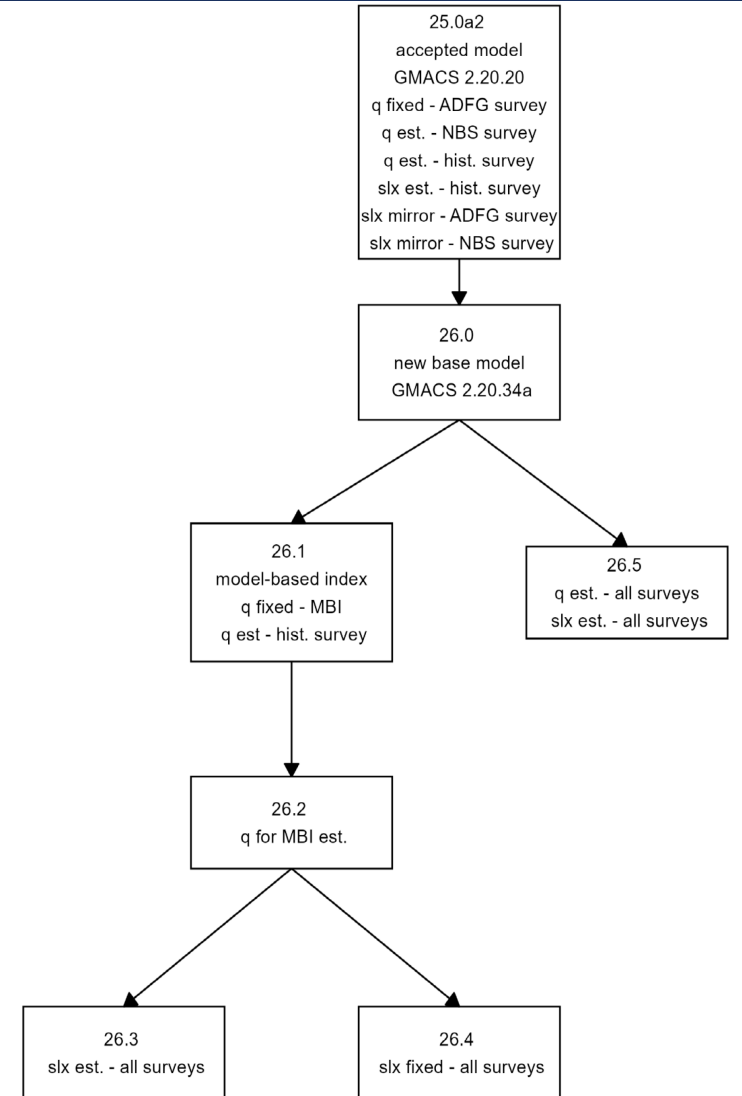 25.0a2
accepted model
GMACS 2.20.20
q fixed - ADFG survey
q est. - NBS survey
q est. - hist. survey
slx est. - hist. survey
slx mirror - ADFG survey
slx mirror - NBS survey
26.0
new base model
GMACS 2.20.34a
26.1
model-based index
q fixed - MBI
q est - hist. survey
26.5
q est. - all surveys
slx est. - all surveys
26.2
q for MBI est.
26.3
slx est. - all surveys
26.4
slx fixed - all surveys